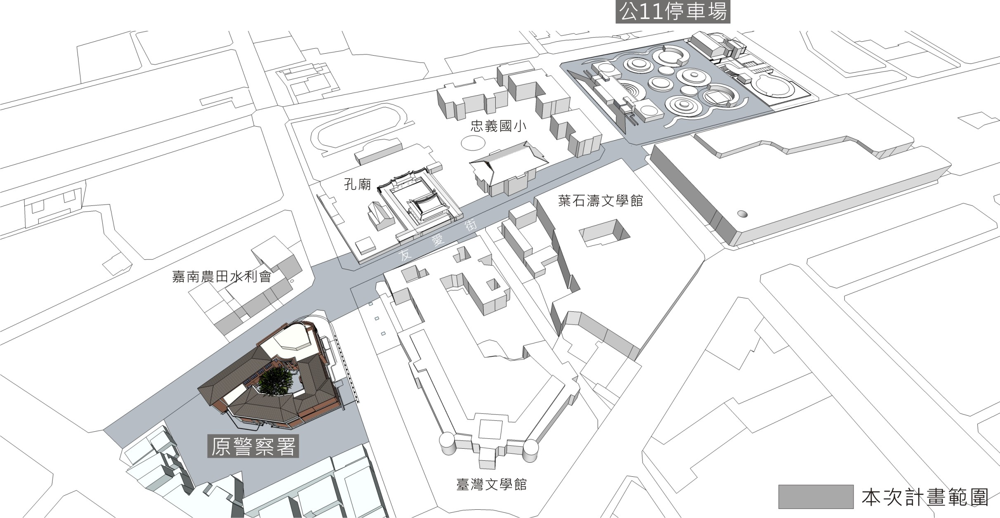 公11停車場
忠義國小
孔廟
葉石濤文學館
友愛街
嘉南農田水利會
原警察署
臺灣文學館
本次計畫範圍